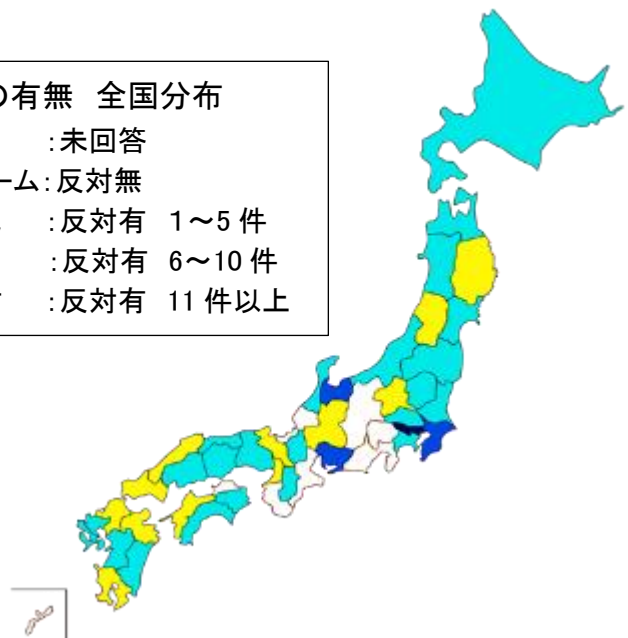 の有無 全国分布
:未回答
ーム:反対無
:反対有 1～5 件
:反対有 6～10 件
:反対有 11 件以上